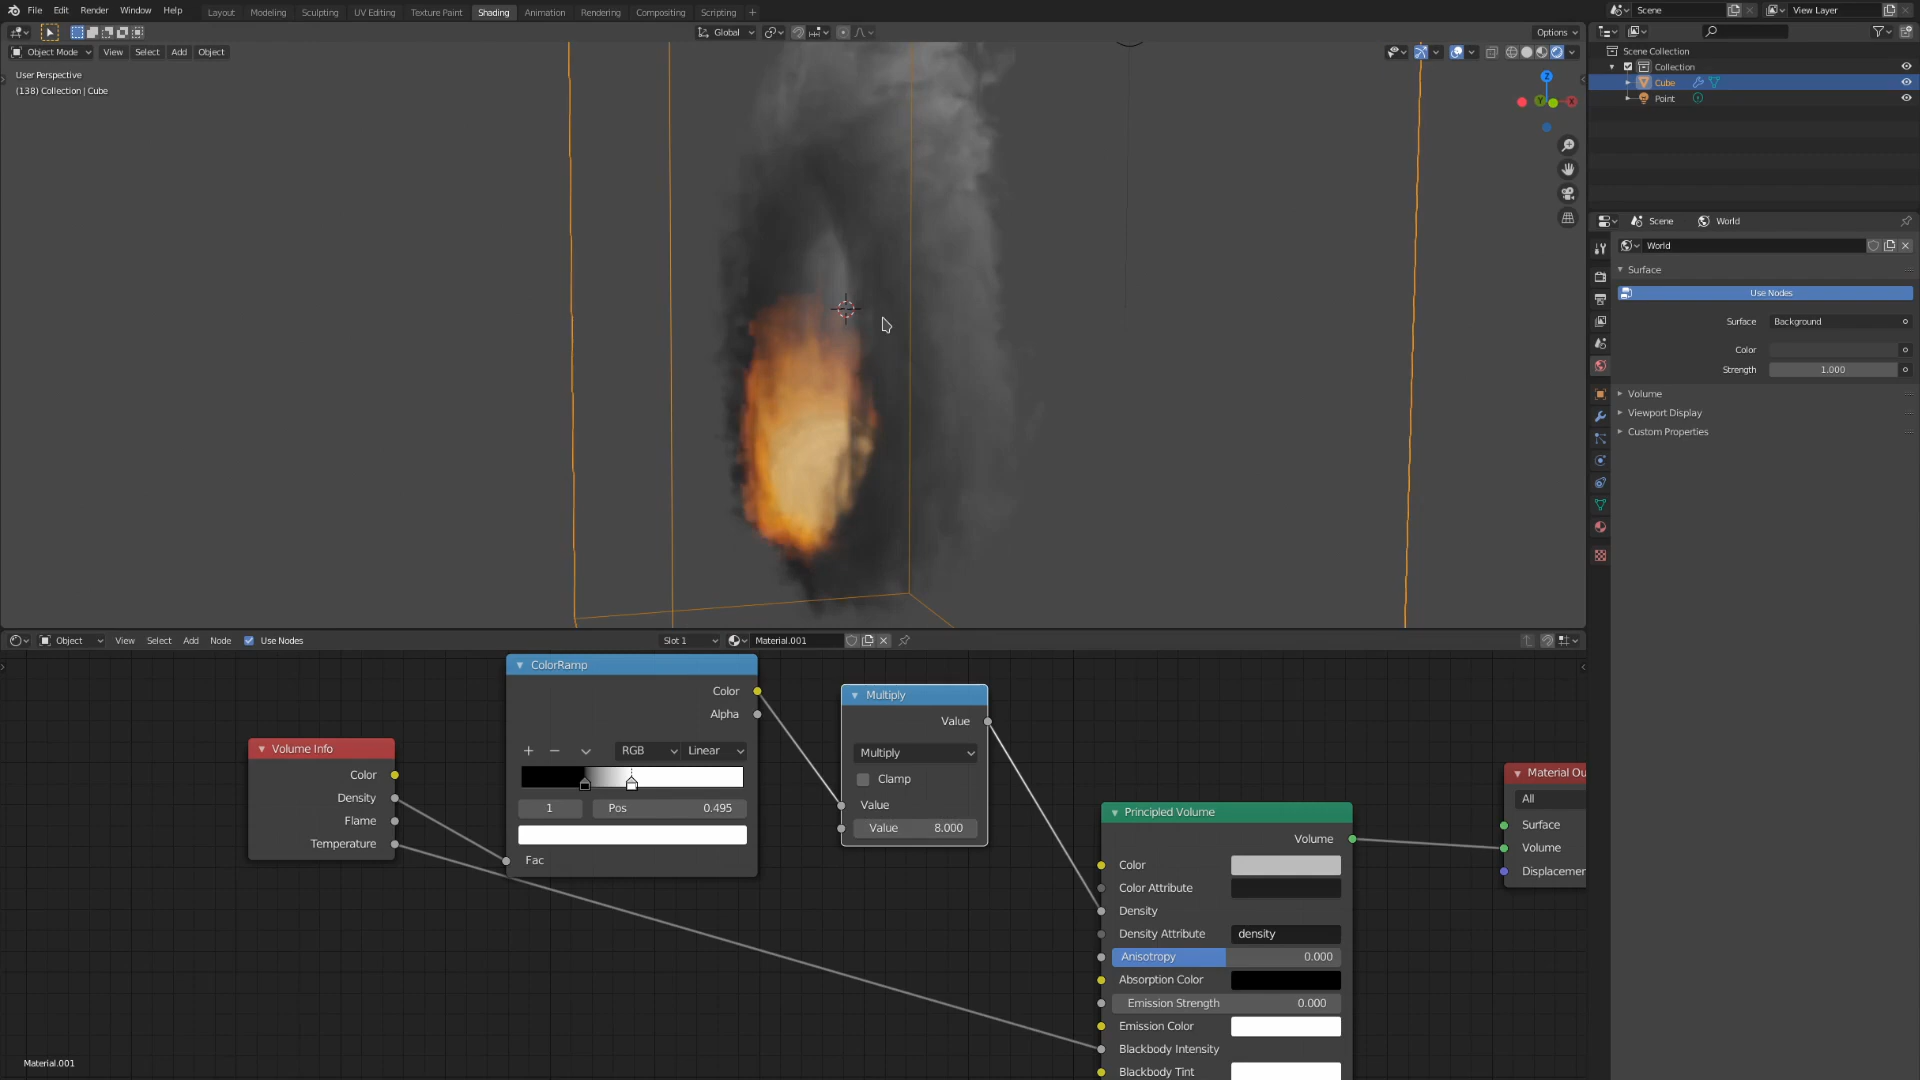 File Edit Render Window Help Layout Modeling Sculpting UV Editing Texture Paint Shading Animation Rendering Compositing Scripting + Scene View Layer
Global Options
Object Mode View Select Add Object
User Perspective
(138) Collection | Cube
Z
Scene Collection
Collection
Cube
Point
Scene World
World
Surface
Use Nodes
Surface Background
Color
Strength 1.000
Volume
Viewport Display
Custom Properties
Object View Select Add Node Use Nodes Slot 1 Material.001
ColorRamp
Color
Alpha
+ − RGB Linear
1 Pos 0.495
Fac
Volume Info
Color
Density
Flame
Temperature
Multiply
Value
Multiply
Clamp
Value
Value 8.000
Principled Volume
Volume
Color
Color Attribute
Density
Density Attribute density
Anisotropy 0.000
Absorption Color
Emission Strength 0.000
Emission Color
Blackbody Intensity
Blackbody Tint
Material Ou
All
Surface
Volume
Displacemen
Material.001